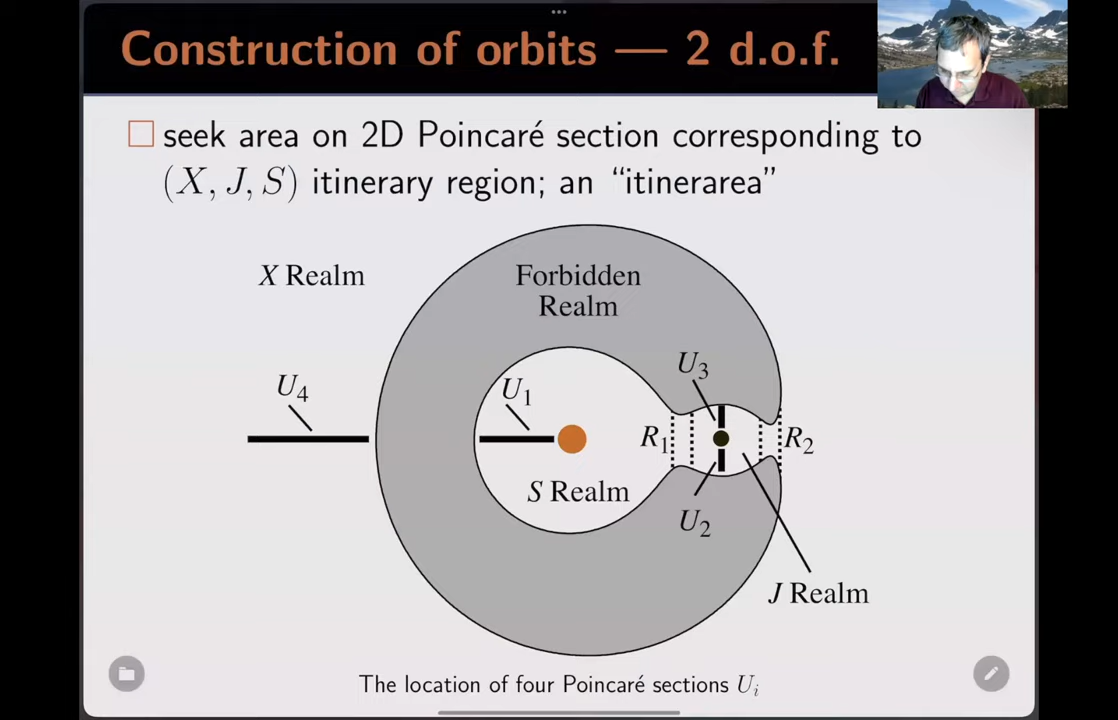 Construction of orbits — 2 d.o.f.
seek area on 2D Poincaré section corresponding to
(X, J, S) itinerary region; an “itinerarea”
X Realm
Forbidden
Realm
U₃
U₄
U₁
R₁
R₂
S Realm
U₂
J Realm
The location of four Poincaré sections Uᵢ